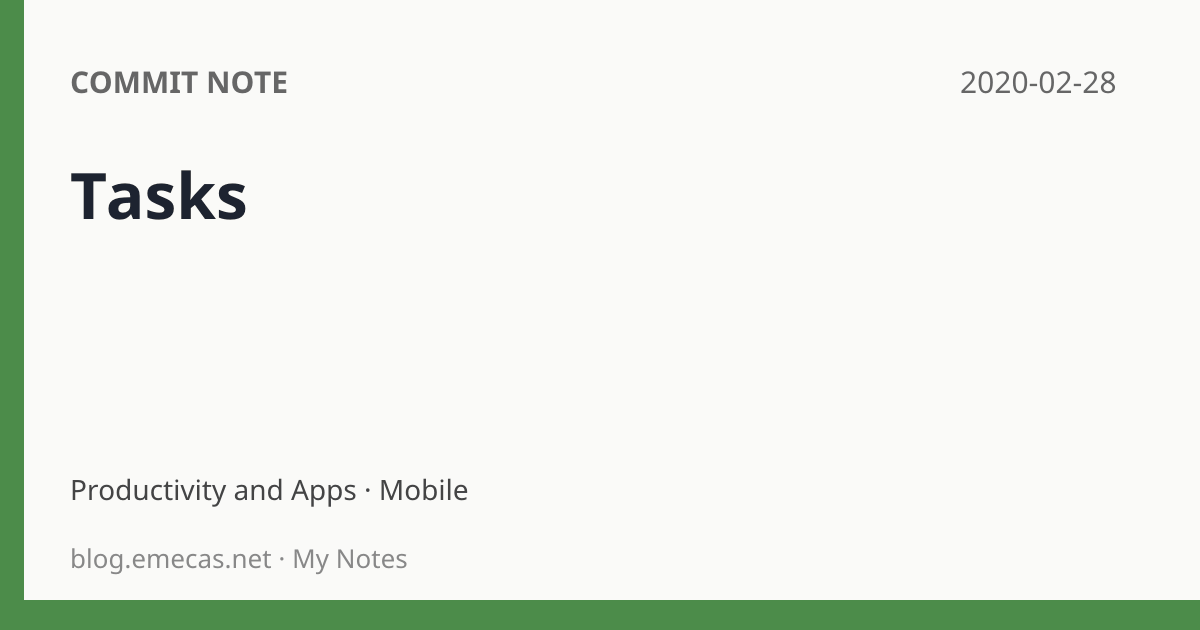 COMMIT NOTE 2020-02-28
Tasks
Productivity and Apps · Mobile
blog.emecas.net · My Notes